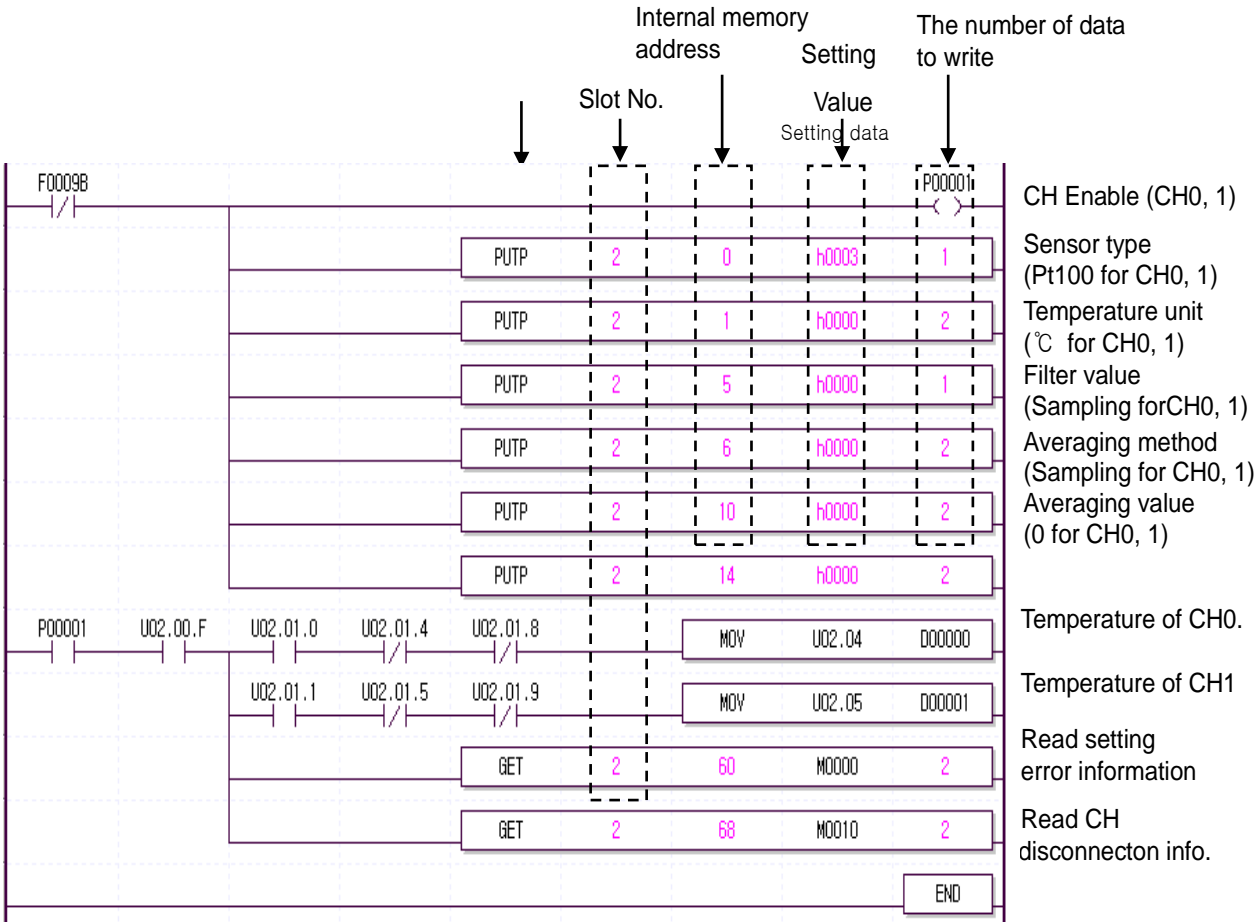 Internal memory
address
The number of data
to write
Setting
Value
Slot No.
Setting data
F0009B
P00001
CH Enable (CH0, 1)
PUTP 2 0 h0003 1
Sensor type
(Pt100 for CH0, 1)
PUTP 2 1 h0000 2
Temperature unit
(℃ for CH0, 1)
PUTP 2 5 h0000 1
Filter value
(Sampling forCH0, 1)
PUTP 2 6 h0000 2
Averaging method
(Sampling for CH0, 1)
PUTP 2 10 h0000 2
Averaging value
(0 for CH0, 1)
PUTP 2 14 h0000 2
P00001 U02.00.F U02.01.0 U02.01.4 U02.01.8
MOV U02.04 D00000
Temperature of CH0.
U02.01.1 U02.01.5 U02.01.9
MOV U02.05 D00001
Temperature of CH1
GET 2 60 M0000 2
Read setting
error information
GET 2 68 M0010 2
Read CH
disconnecton info.
END